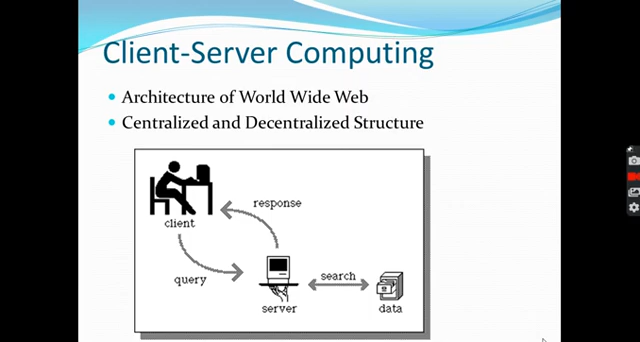 Client-Server Computing
Architecture of World Wide Web
Centralized and Decentralized Structure
response
client
query
search
server
data